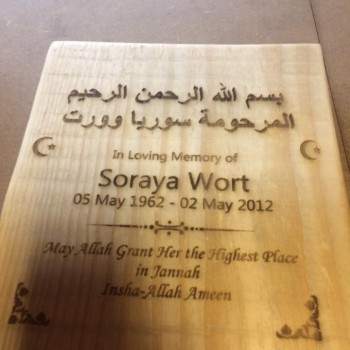 بسم الله الرحمن الرحيم
المرحومة سوريا وورت
In Loving Memory of
Soraya Wort
05 May 1962 - 02 May 2012
May Allah Grant Her the Highest Place
in Jannah
Insha-Allah Ameen